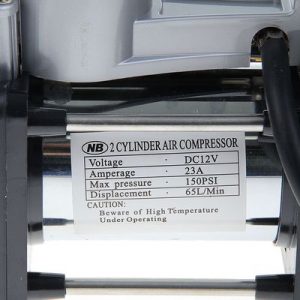 NB 2 CYLINDER AIR COMPRESSOR
Voltage : DC12V
Amperage : 23A
Max pressure : 150PSI
Displacement : 65L/Min
CAUTION:
Beware of High Temperature
Under Operating